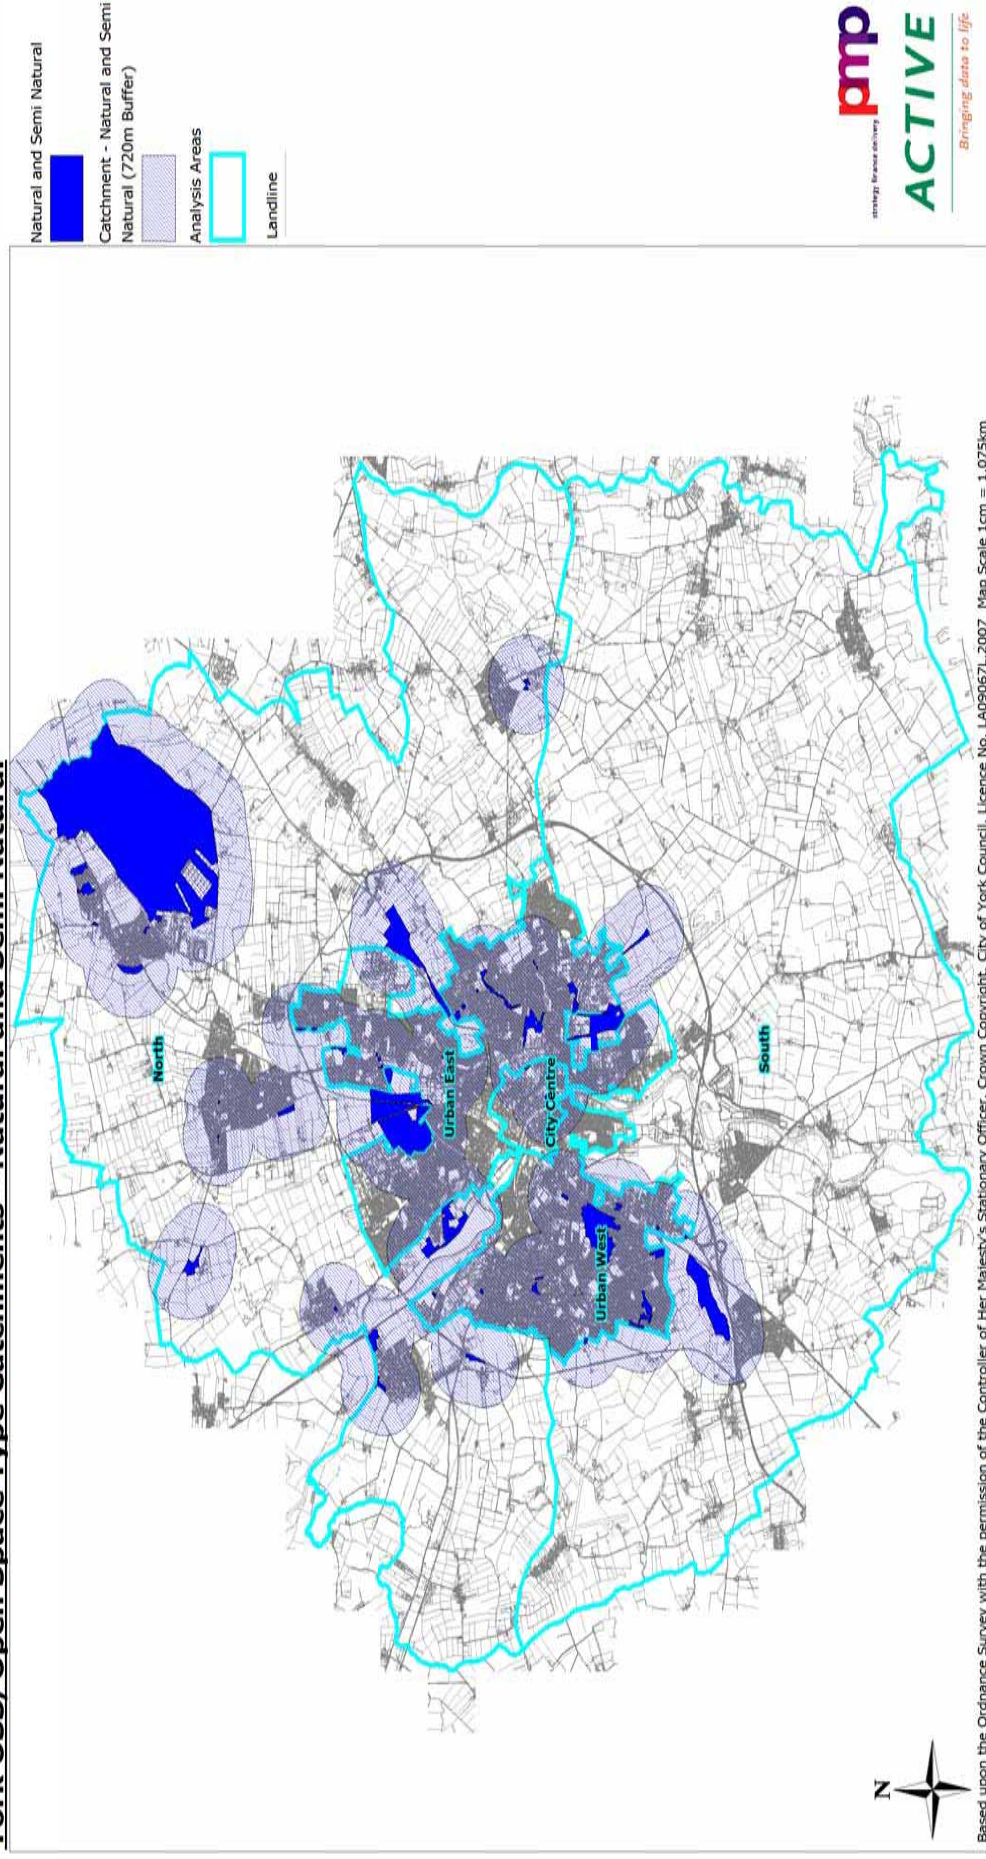 Natural and Semi Natural
Catchment - Natural and Semi
Natural (720m Buffer)
Analysis Areas
Landline
North
Urban East
City Centre
Urban West
South
N
strategy finance delivery
pmp
ACTIVE
Bringing data to life
Based upon the Ordnance Survey with the permission of the Controller of Her Majesty's Stationary Officer, Crown Copyright, City of York Council, Licence No. LA09067L,2007 Map Scale 1cm = 1.075km